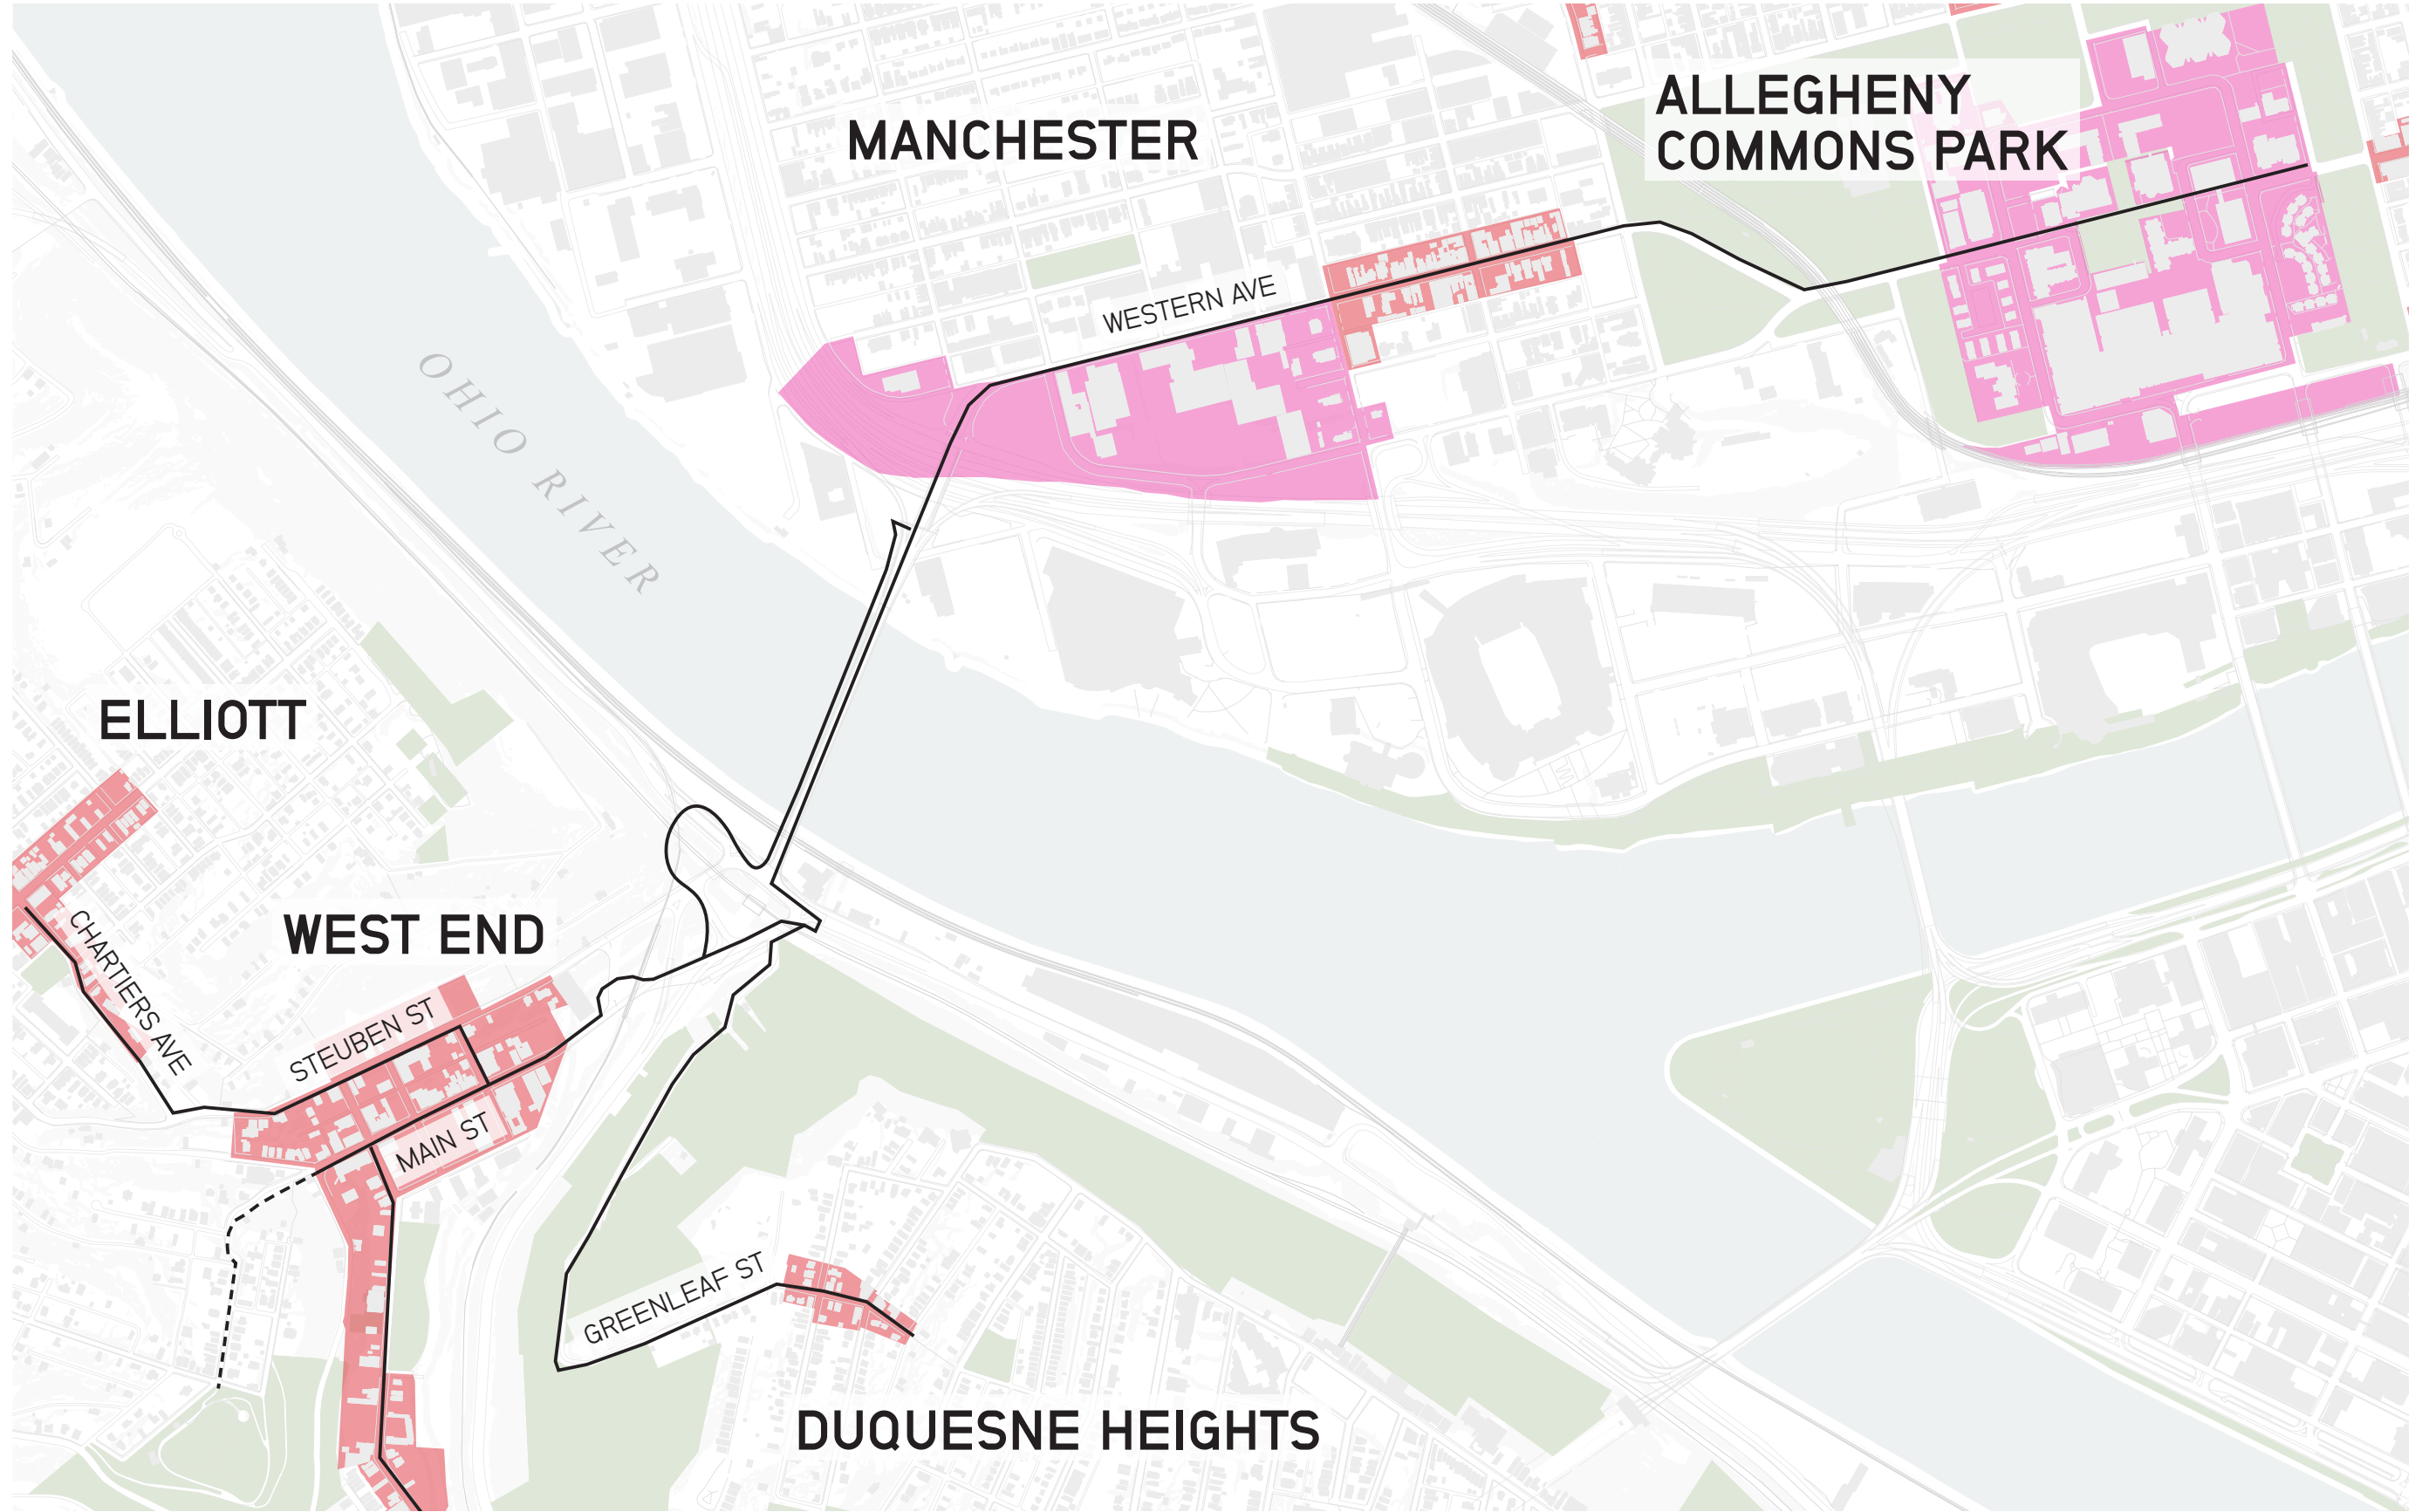 ALLEGHENY
COMMONS PARK
MANCHESTER
WESTERN AVE
OHIO RIVER
ELLIOTT
WEST END
CHARTIERS AVE
STEUBEN ST
MAIN ST
GREENLEAF ST
DUQUESNE HEIGHTS